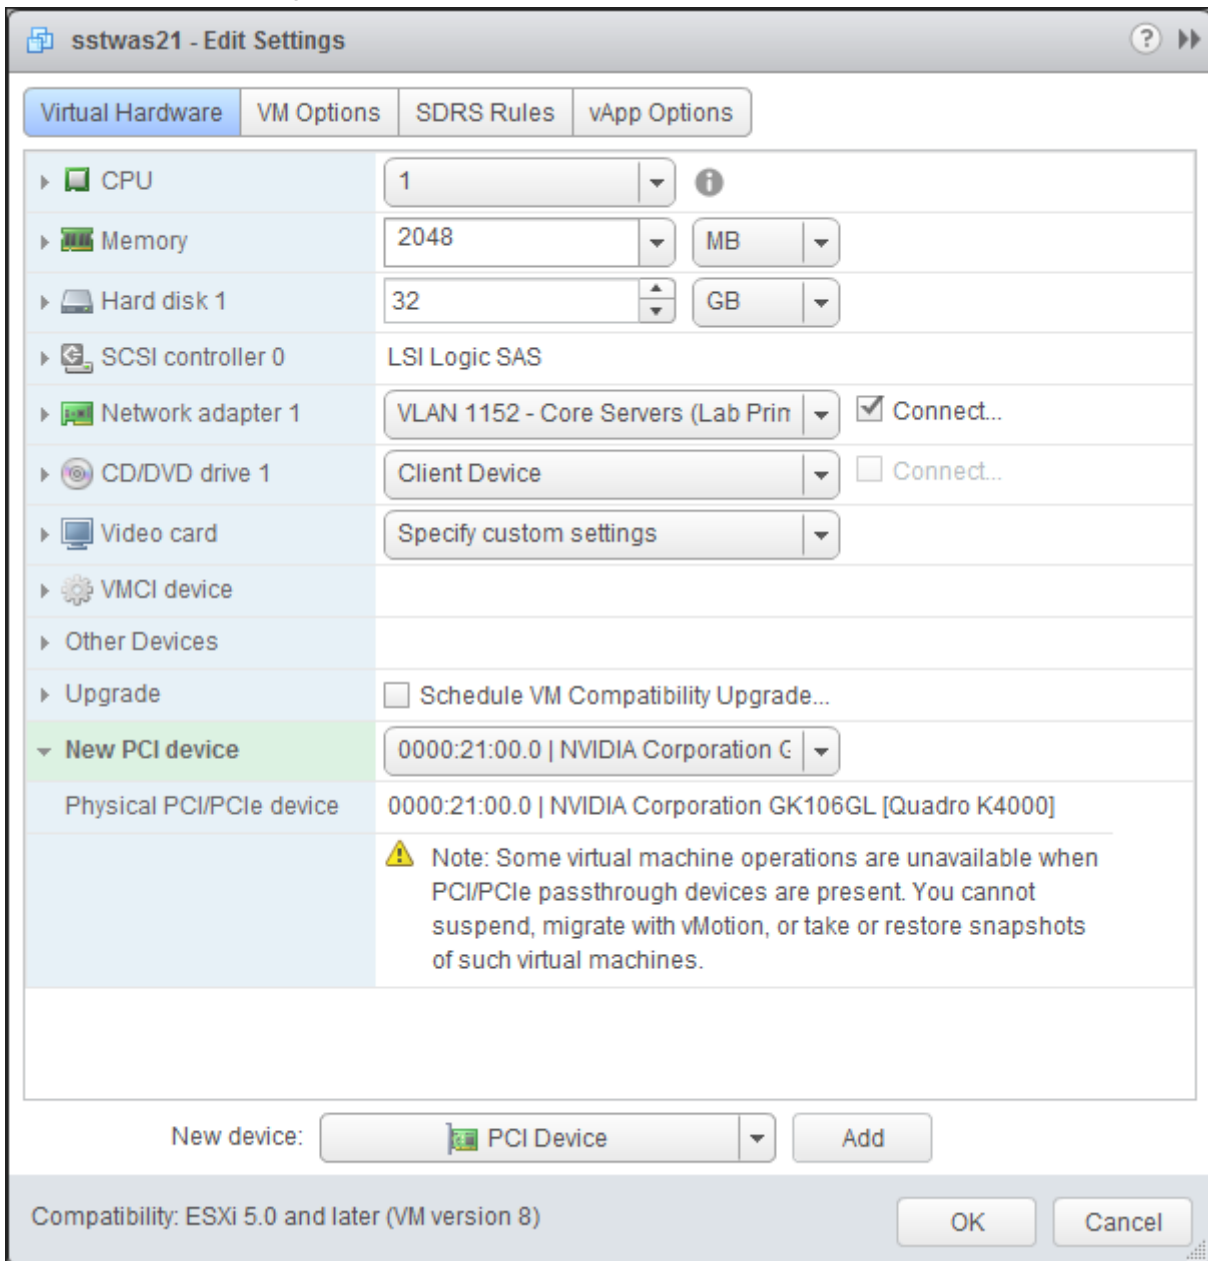 sstwas21 - Edit Settings ?
Virtual Hardware VM Options SDRS Rules vApp Options
CPU 1
Memory 2048 MB
Hard disk 1 32 GB
SCSI controller 0 LSI Logic SAS
Network adapter 1 VLAN 1152 - Core Servers (Lab Prim Connect...
CD/DVD drive 1 Client Device Connect...
Video card Specify custom settings
VMCI device
Other Devices
Upgrade Schedule VM Compatibility Upgrade...
New PCI device 0000:21:00.0 | NVIDIA Corporation G
Physical PCI/PCIe device 0000:21:00.0 | NVIDIA Corporation GK106GL [Quadro K4000]
Note: Some virtual machine operations are unavailable when
PCI/PCIe passthrough devices are present. You cannot
suspend, migrate with vMotion, or take or restore snapshots
of such virtual machines.
New device: PCI Device Add
Compatibility: ESXi 5.0 and later (VM version 8) OK Cancel